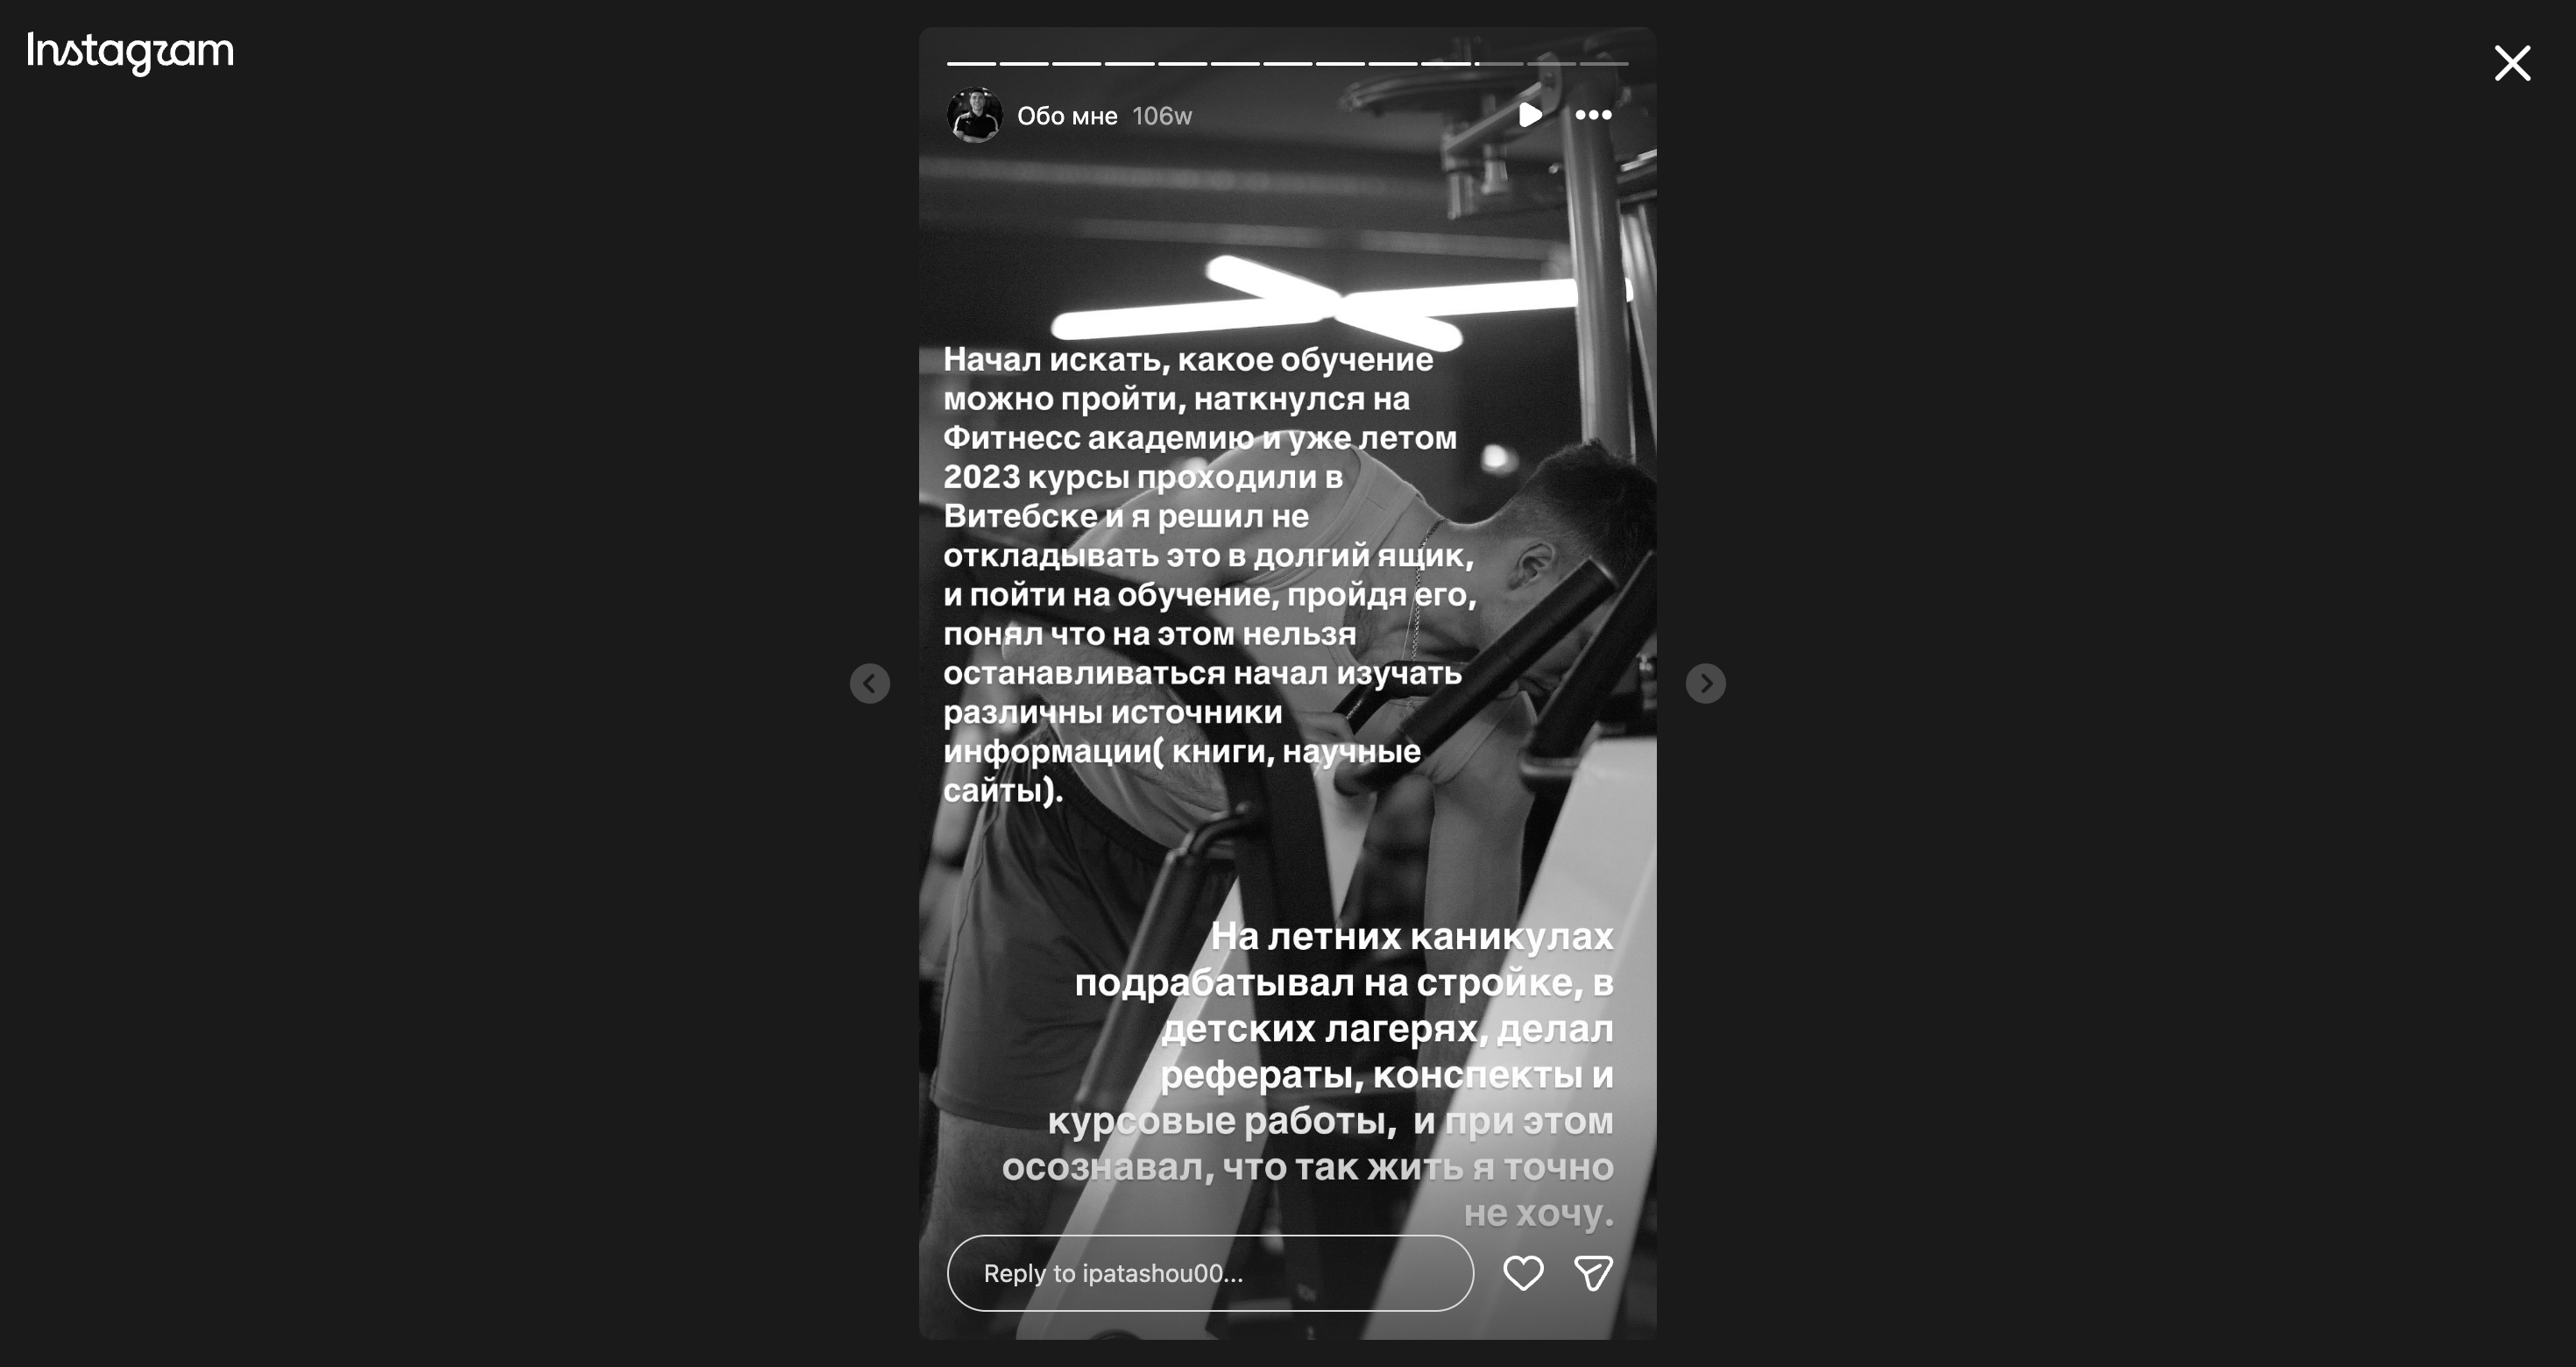 Instagram
Обо мне 106w
Начал искать, какое обучение
можно пройти, наткнулся на
Фитнесс академию и уже летом
2023 курсы проходили в
Витебске и я решил не
откладывать это в долгий ящик,
и пойти на обучение, пройдя его,
понял что на этом нельзя
останавливаться начал изучать
различны источники
информации( книги, научные
сайты).
На летних каникулах
подрабатывал на стройке, в
детских лагерях, делал
рефераты, конспекты и
курсовые работы,  и при этом
осознавал, что так жить я точно
не хочу.
Reply to ipatashou00...